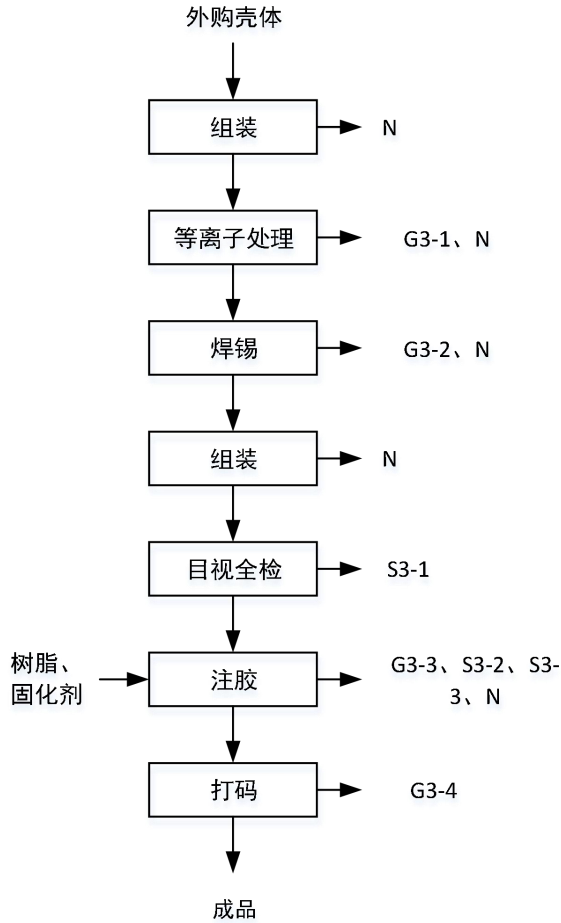 外购壳体
组装
N
等离子处理
G3-1、N
焊锡
G3-2、N
组装
N
目视全检
S3-1
树脂、
固化剂
注胶
G3-3、S3-2、S3-
3、N
打码
G3-4
成品